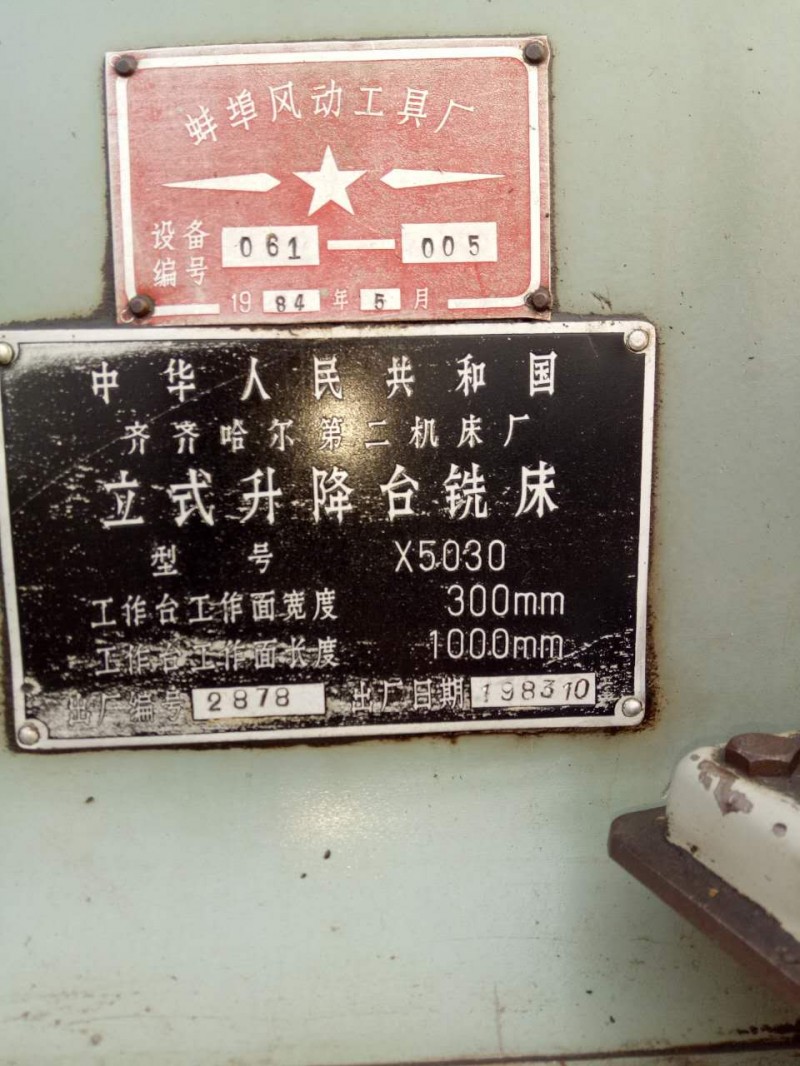 蚌埠风动工具厂
设备编号 061 — 005
1984年5月
中华人民共和国
齐齐哈尔第二机床厂
立式升降台铣床
型号 X5030
工作台工作面宽度 300mm
工作台工作面长度 1000mm
出厂编号 2878 出厂日期 198310